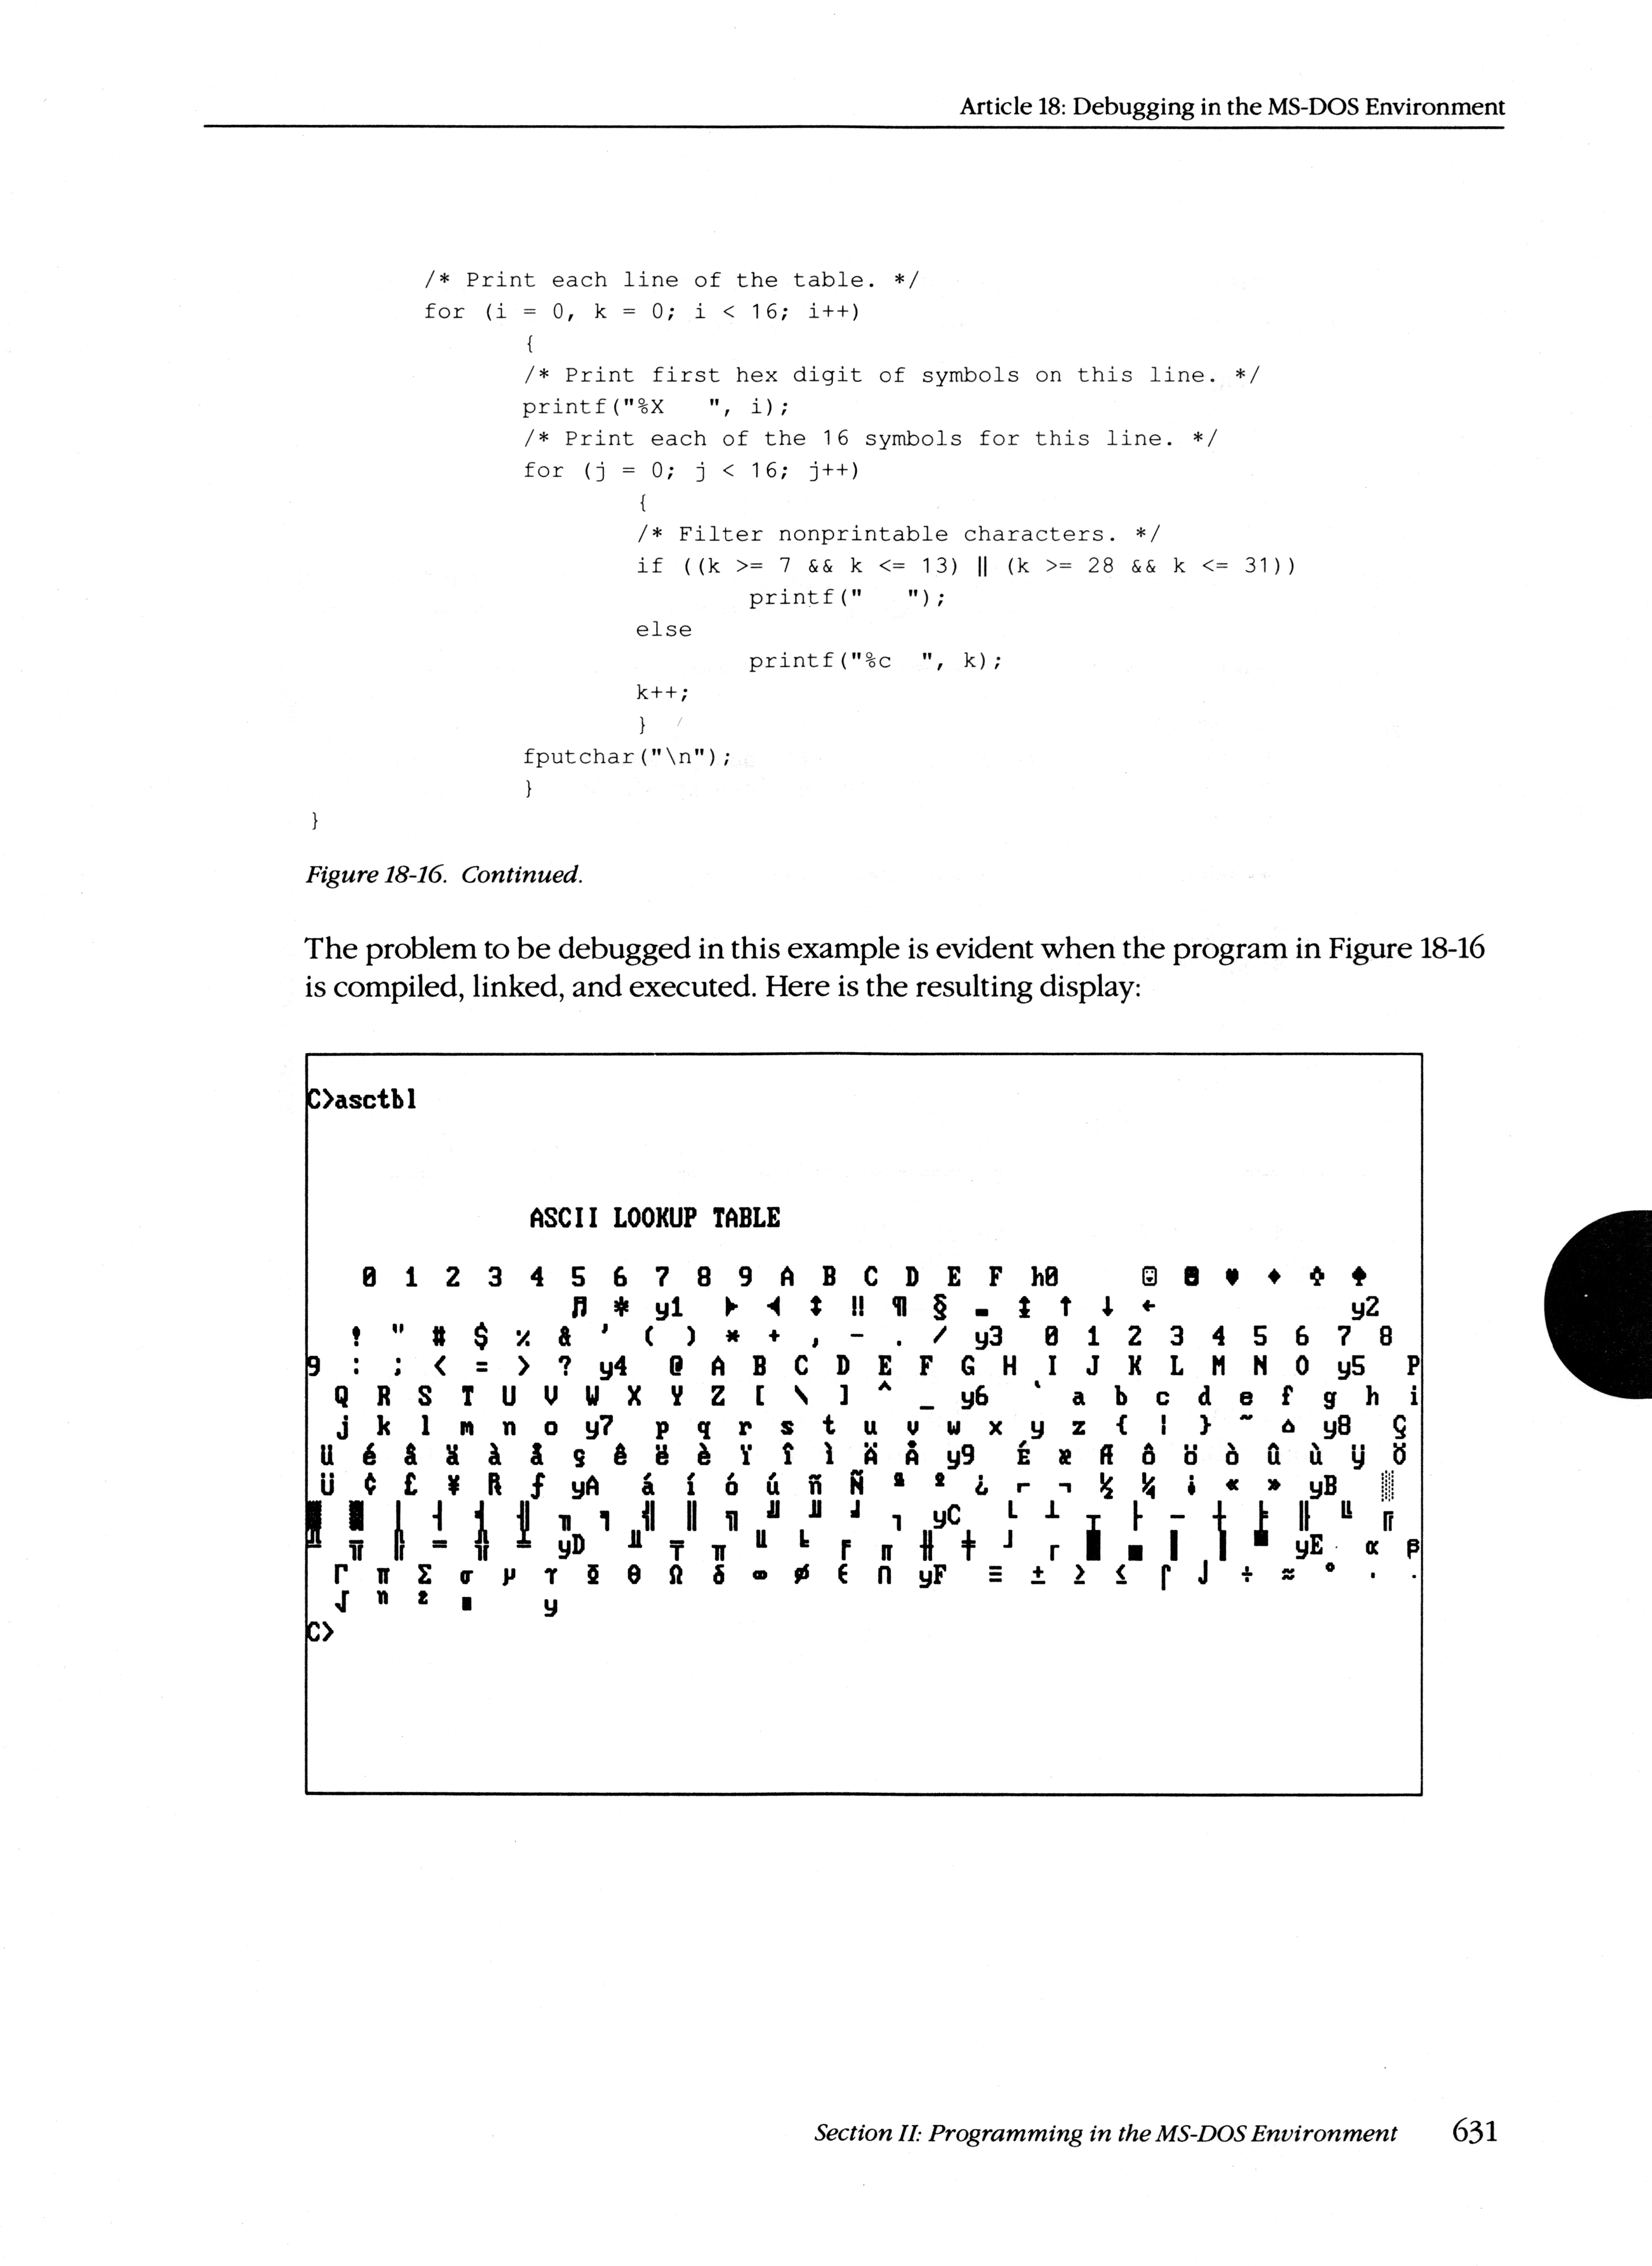 Article 18: Debugging in the MS-DOS Environment
/* Print each line of the table. */
for (i = 0, k = 0; i < 16; i++)
{
/* Print first hex digit of symbols on this line. */
printf("%X   ", i);
/* Print each of the 16 symbols for this line. */
for (j = 0; j < 16; j++)
{
/* Filter nonprintable characters. */
if ((k >= 7 && k <= 13) || (k >= 28 && k <= 31))
printf("   ");
else
printf("%c  ", k);
k++;
}
fputchar("\n");
}
}
Figure 18-16. Continued.
The problem to be debugged in this example is evident when the program in Figure 18-16
is compiled, linked, and executed. Here is the resulting display:
C>asctbl
ASCII LOOKUP TABLE
0 1 2 3 4 5 6 7 8 9 A B C D E F h0 ☺ ☻ ♥ ♦ ♣ ♠
♫ ☼ y1 ► ◄ ↕ ‼ ¶ § ▬ ↨ ↑ ↓ ← y2
! " # $ % & ' ( ) * + , - . / y3 0 1 2 3 4 5 6 7 8
9 : ; < = > ? y4 @ A B C D E F G H I J K L M N O y5 P
Q R S T U V W X Y Z [ \ ] ^ _ y6 ` a b c d e f g h i
j k l m n o y7 p q r s t u v w x y z { ¦ } ~ ⌂ y8 Ç
ü é â ä à å ç ê ë è ï î ì Ä Å y9 É æ Æ ô ö ò û ù ÿ Ö
Ü ¢ £ ¥ ₧ ƒ yA á í ó ú ñ Ñ ª º ¿ ⌐ ¬ ½ ¼ ¡ « » yB ░
▒ ▓ │ ┤ ╡ ╢ ╖ ╕ ╣ ║ ╗ ╝ ╜ ╛ ┐ yC └ ┴ ┬ ├ ─ ┼ ╞ ╟ ╚ ╔
╩ ╦ ╠ ═ ╬ ╧ yD ╨ ╤ ╥ ╙ ╘ ╒ ╓ ╫ ╪ ┘ ┌ █ ▄ ▌ ▐ ▀ yE α β
Γ π Σ σ µ τ Φ Θ Ω δ ∞ φ ε ∩ yF ≡ ± ≥ ≤ ⌠ ⌡ ÷ ≈ ° ∙ ·
√ ⁿ ² ■ y
C>
Section II: Programming in the MS-DOS Environment 631